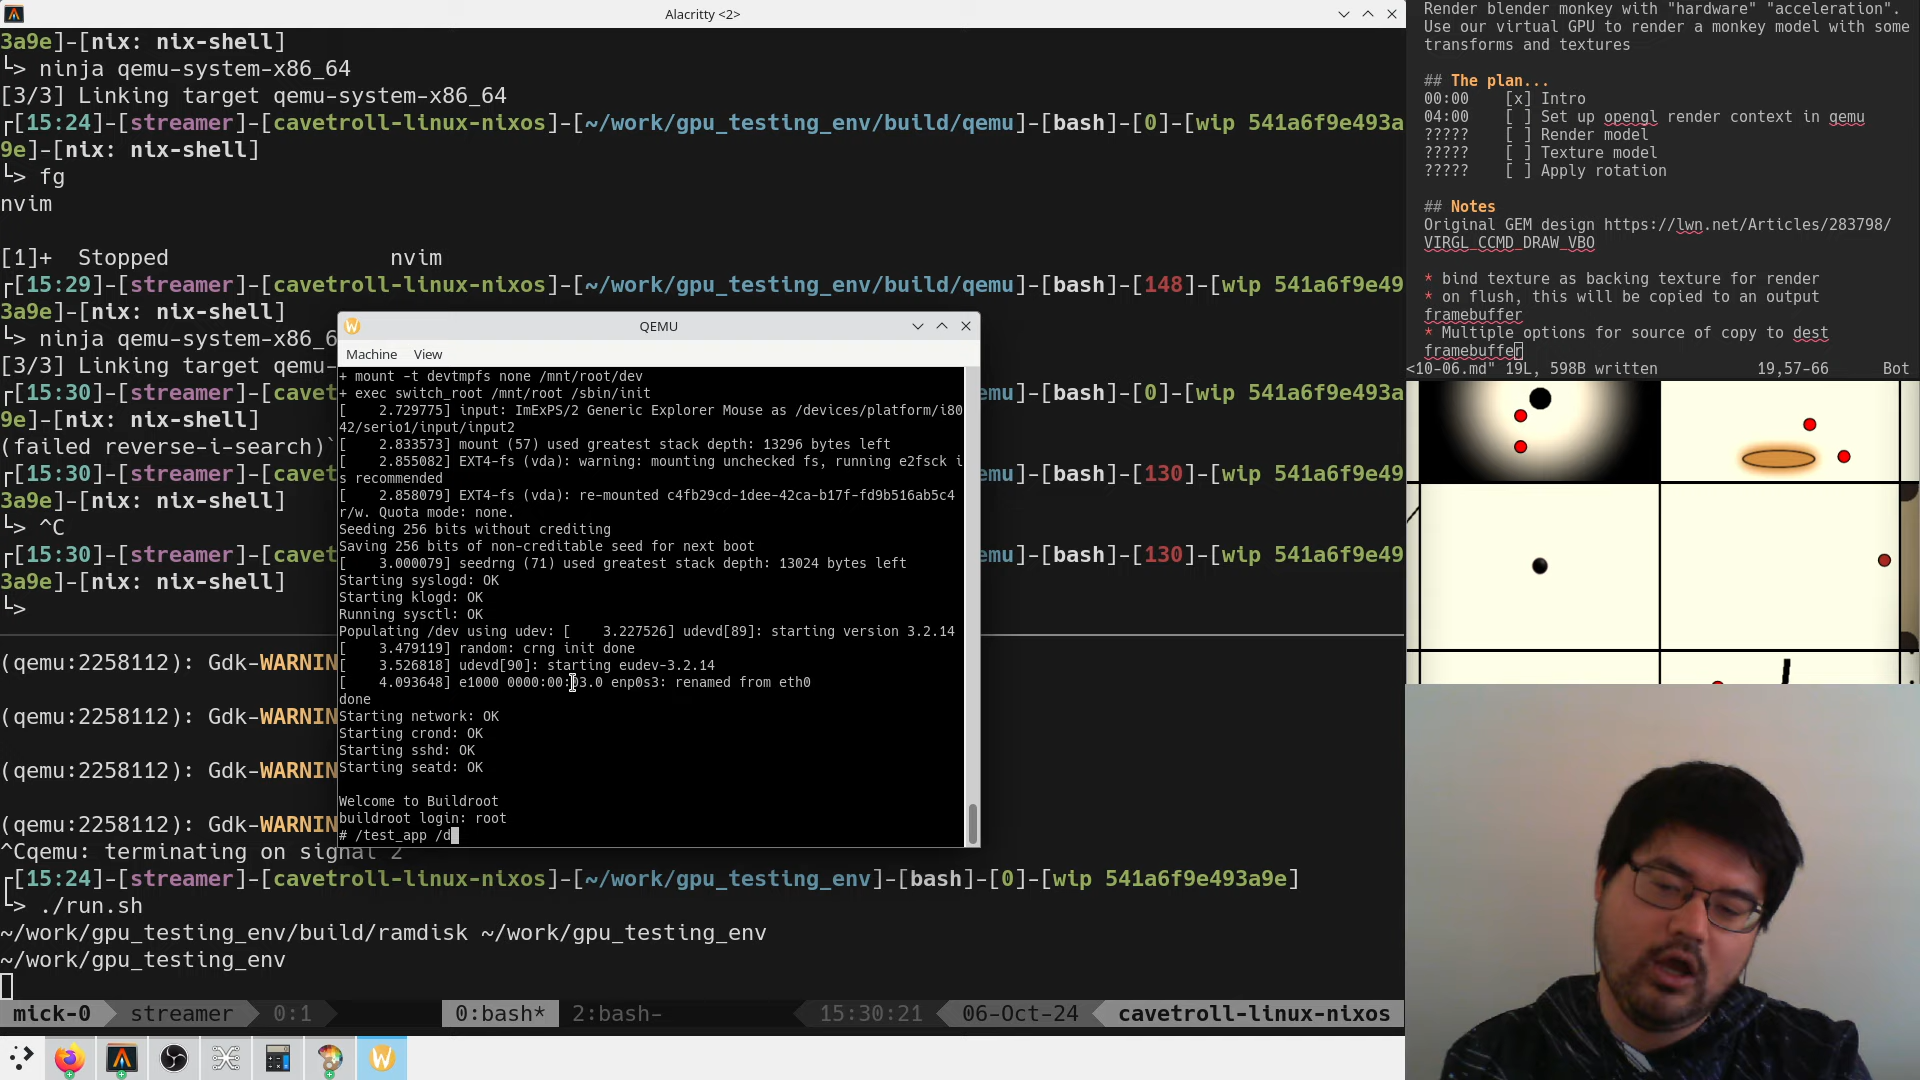 Alacritty <2>
3a9e]-[nix: nix-shell]
└> ninja qemu-system-x86_64
[3/3] Linking target qemu-system-x86_64
┌[15:24]-[streamer]-[cavetroll-linux-nixos]-[~/work/gpu_testing_env/build/qemu]-[bash]-[0]-[wip 541a6f9e493a
9e]-[nix: nix-shell]
└> fg
nvim
[1]+  Stopped                 nvim
┌[15:29]-[streamer]-[cavetroll-linux-nixos]-[~/work/gpu_testing_env/build/qemu]-[bash]-[148]-[wip 541a6f9e49
3a9e]-[nix: nix-shell]
└> ninja qemu-system-x86_6
[3/3] Linking target qemu-
┌[15:30]-[streamer]-[cave
emu]-[bash]-[0]-[wip 541a6f9e493a
9e]-[nix: nix-shell]
(failed reverse-i-search)`
┌[15:30]-[streamer]-[cave
emu]-[bash]-[130]-[wip 541a6f9e49
3a9e]-[nix: nix-shell]
└> ^C
┌[15:30]-[streamer]-[cave
emu]-[bash]-[130]-[wip 541a6f9e49
3a9e]-[nix: nix-shell]
└>
QEMU
Machine View
+ mount -t devtmpfs none /mnt/root/dev
+ exec switch_root /mnt/root /sbin/init
[    2.729775] input: ImExPS/2 Generic Explorer Mouse as /devices/platform/i80
42/serio1/input/input2
[    2.833573] mount (57) used greatest stack depth: 13296 bytes left
[    2.855082] EXT4-fs (vda): warning: mounting unchecked fs, running e2fsck i
s recommended
[    2.858079] EXT4-fs (vda): re-mounted c4fb29cd-1dee-42ca-b17f-fd9b516ab5c4
r/w. Quota mode: none.
Seeding 256 bits without crediting
Saving 256 bits of non-creditable seed for next boot
[    3.000079] seedrng (71) used greatest stack depth: 13024 bytes left
Starting syslogd: OK
Starting klogd: OK
Running sysctl: OK
Populating /dev using udev: [    3.227526] udevd[89]: starting version 3.2.14
[    3.479119] random: crng init done
[    3.526818] udevd[90]: starting eudev-3.2.14
[    4.093648] e1000 0000:00:03.0 enp0s3: renamed from eth0
done
Starting network: OK
Starting crond: OK
Starting sshd: OK
Starting seatd: OK
Welcome to Buildroot
buildroot login: root
# /test_app /d
(qemu:2258112): Gdk-WARNIN
(qemu:2258112): Gdk-WARNIN
(qemu:2258112): Gdk-WARNIN
(qemu:2258112): Gdk-WARNIN
^Cqemu: terminating on signal 2
┌[15:24]-[streamer]-[cavetroll-linux-nixos]-[~/work/gpu_testing_env]-[bash]-[0]-[wip 541a6f9e493a9e]
└> ./run.sh
~/work/gpu_testing_env/build/ramdisk ~/work/gpu_testing_env
~/work/gpu_testing_env
mick-0 streamer 0:1 0:bash* 2:bash- 15:30:21 06-Oct-24 cavetroll-linux-nixos
Render blender monkey with "hardware" "acceleration".
Use our virtual GPU to render a monkey model with some
transforms and textures
## The plan...
00:00    [x] Intro
04:00    [ ] Set up opengl render context in qemu
?????    [ ] Render model
?????    [ ] Texture model
?????    [ ] Apply rotation
## Notes
Original GEM design https://lwn.net/Articles/283798/
VIRGL_CCMD_DRAW_VBO
* bind texture as backing texture for render
* on flush, this will be copied to an output
framebuffer
* Multiple options for source of copy to dest
framebuffer
<10-06.md" 19L, 598B written 19,57-66 Bot